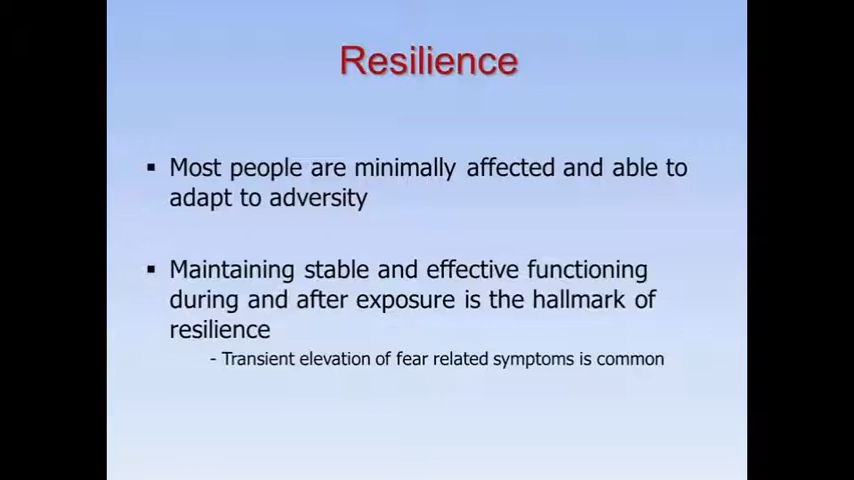 Resilience
▪ Most people are minimally affected and able to
adapt to adversity
▪ Maintaining stable and effective functioning
during and after exposure is the hallmark of
resilience
- Transient elevation of fear related symptoms is common